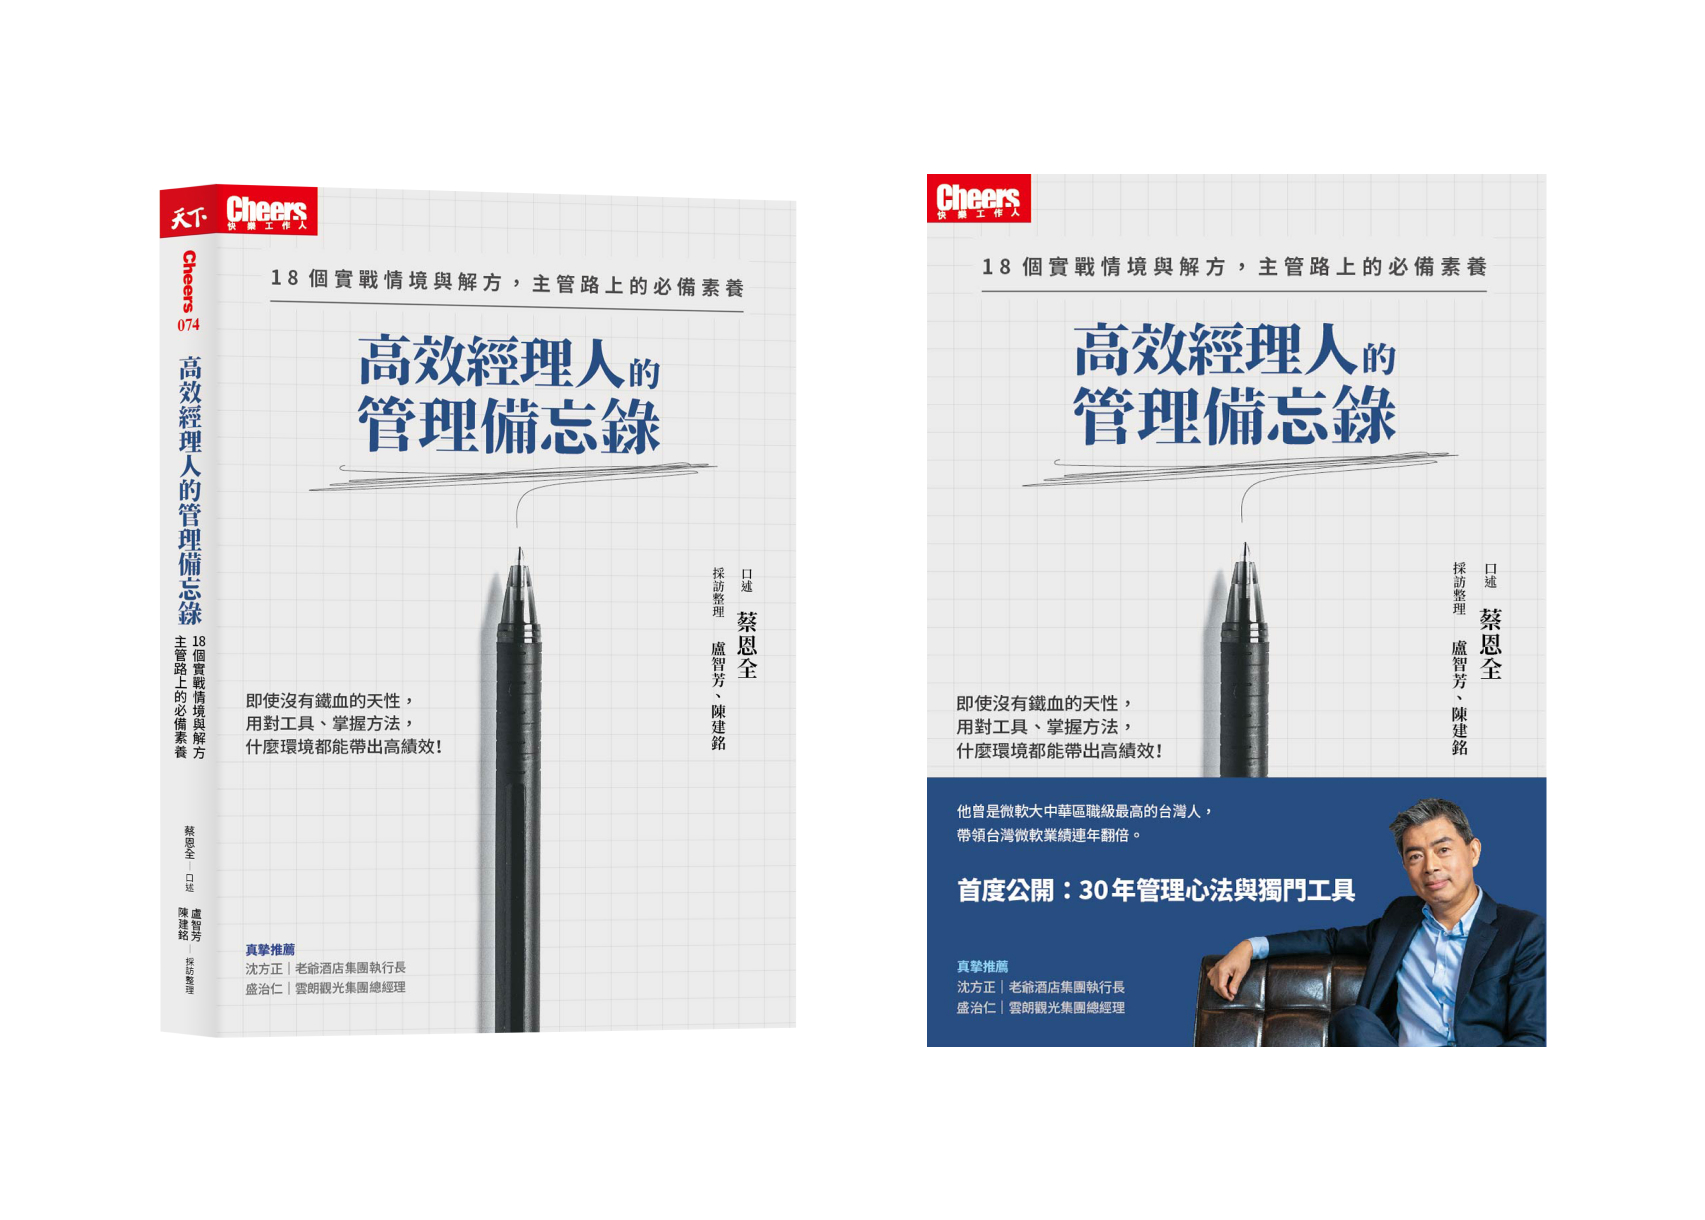 天下
Cheers
074
高效經理人的管理備忘錄
18個實戰情境與解方
主管路上的必備素養
蔡恩全 口述
盧智芳
陳建銘
採訪整理
Cheers
快樂工作人
18個實戰情境與解方，主管路上的必備素養
高效經理人的
管理備忘錄
口述 蔡恩全
採訪整理 盧智芳、陳建銘
即使沒有鐵血的天性，
用對工具、掌握方法，
什麼環境都能帶出高績效！
真摯推薦
沈方正｜老爺酒店集團執行長
盛治仁｜雲朗觀光集團總經理
Cheers
快樂工作人
18個實戰情境與解方，主管路上的必備素養
高效經理人的
管理備忘錄
口述 蔡恩全
採訪整理 盧智芳、陳建銘
即使沒有鐵血的天性，
用對工具、掌握方法，
什麼環境都能帶出高績效！
他曾是微軟大中華區職級最高的台灣人，
帶領台灣微軟業績連年翻倍。
首度公開：30年管理心法與獨門工具
真摯推薦
沈方正｜老爺酒店集團執行長
盛治仁｜雲朗觀光集團總經理